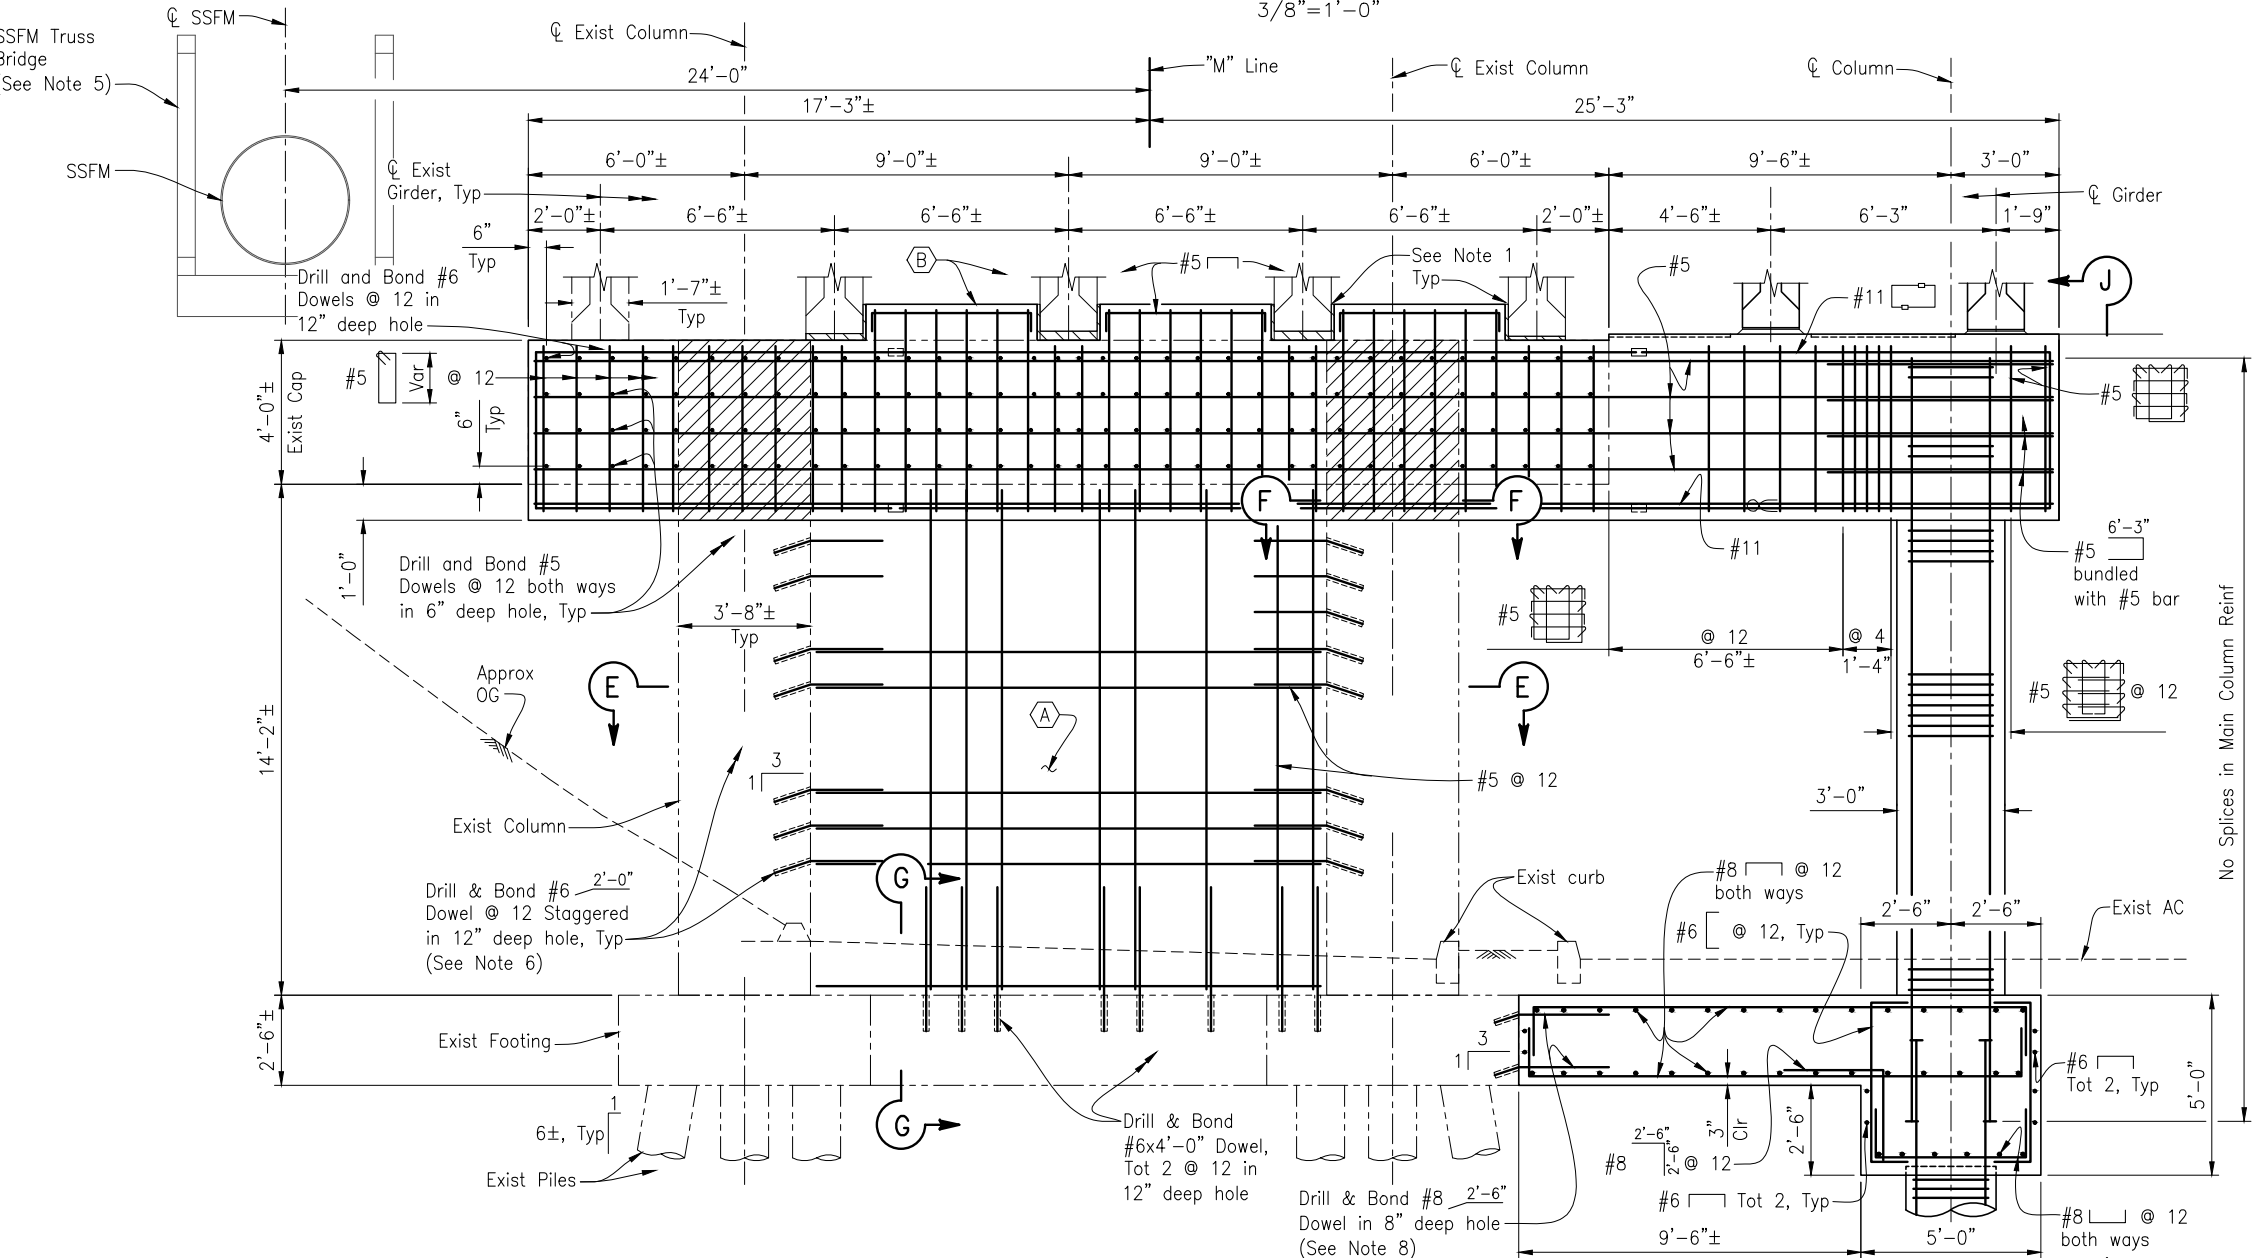 3/8"=1'-0"
℄ SSFM
SSFM Truss
Bridge
(See Note 5)
℄ Exist Column
24'-0"
"M" Line
℄ Exist Column
℄ Column
17'-3"±
25'-3"
SSFM
℄ Exist
Girder, Typ
6'-0"±
9'-0"±
9'-0"±
6'-0"±
9'-6"±
3'-0"
℄ Girder
6"
Typ
2'-0"±
6'-6"±
6'-6"±
6'-6"±
6'-6"±
2'-0"±
4'-6"±
6'-3"
1'-9"
Drill and Bond #6
Dowels @ 12 in
12" deep hole
1'-7"±
Typ
B
#5
See Note 1
Typ
#5
#11
J
4'-0"±
Exist Cap
#5
Var
@ 12
6"
Typ
#5
F
F
1'-0"
Drill and Bond #5
Dowels @ 12 both ways
in 6" deep hole, Typ
3'-8"±
Typ
#11
6'-3"
#5
bundled
with #5 bar
#5
@ 12
6'-6"±
@ 4
1'-4"
No Splices in Main Column Reinf
Approx
OG
E
E
A
#5
@ 12
14'-2"±
3
1
#5 @ 12
3'-0"
Exist Column
G
Drill & Bond #6 2'-0"
Dowel @ 12 Staggered
in 12" deep hole, Typ
(See Note 6)
Exist curb
#8 @ 12
both ways
#6 @ 12, Typ
2'-6"
2'-6"
Exist AC
2'-6"±
Exist Footing
3
1
#6
Tot 2, Typ
5'-0"
1
6±, Typ
G
Exist Piles
Drill & Bond
#6x4'-0" Dowel,
Tot 2 @ 12 in
12" deep hole
3"
Clr
2'-6"
#8 2'-6" 2'-6" @ 12
#6 Tot 2, Typ
Drill & Bond #8 2'-6"
Dowel in 8" deep hole
(See Note 8)
9'-6"±
5'-0"
#8 @ 12
both ways